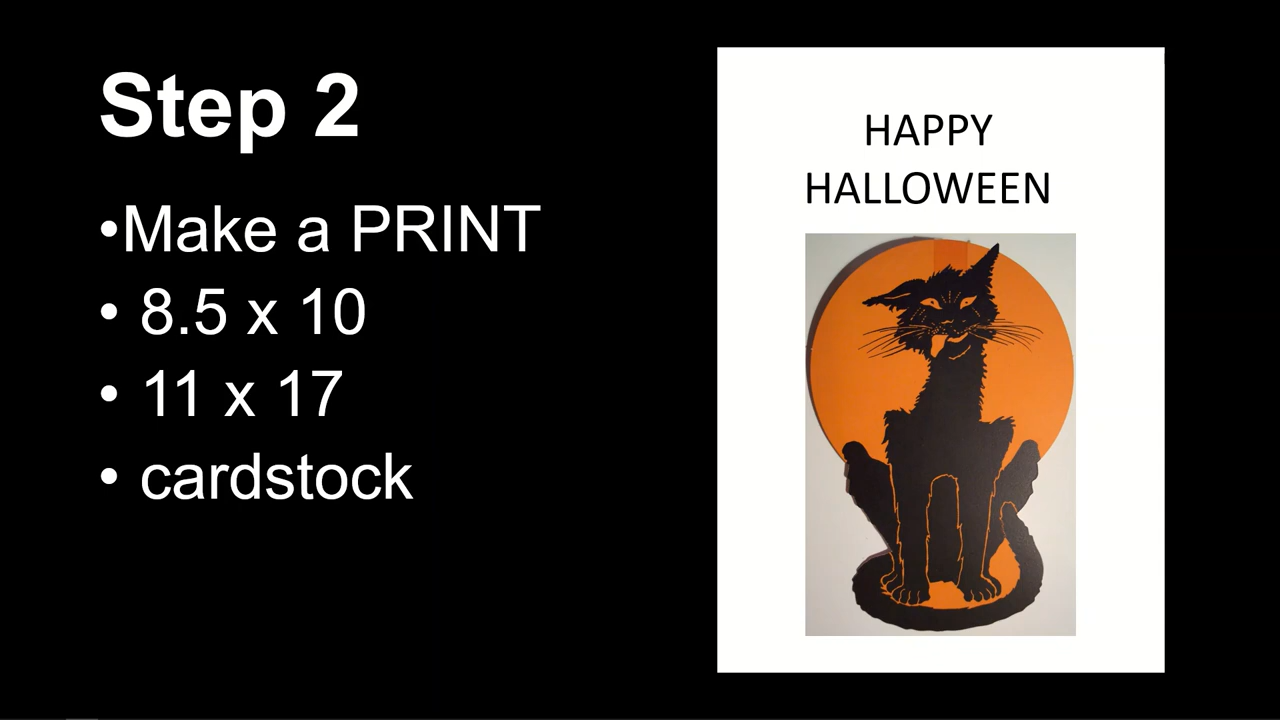 Step 2
•Make a PRINT
• 8.5 x 10
• 11 x 17
• cardstock
HAPPY
HALLOWEEN